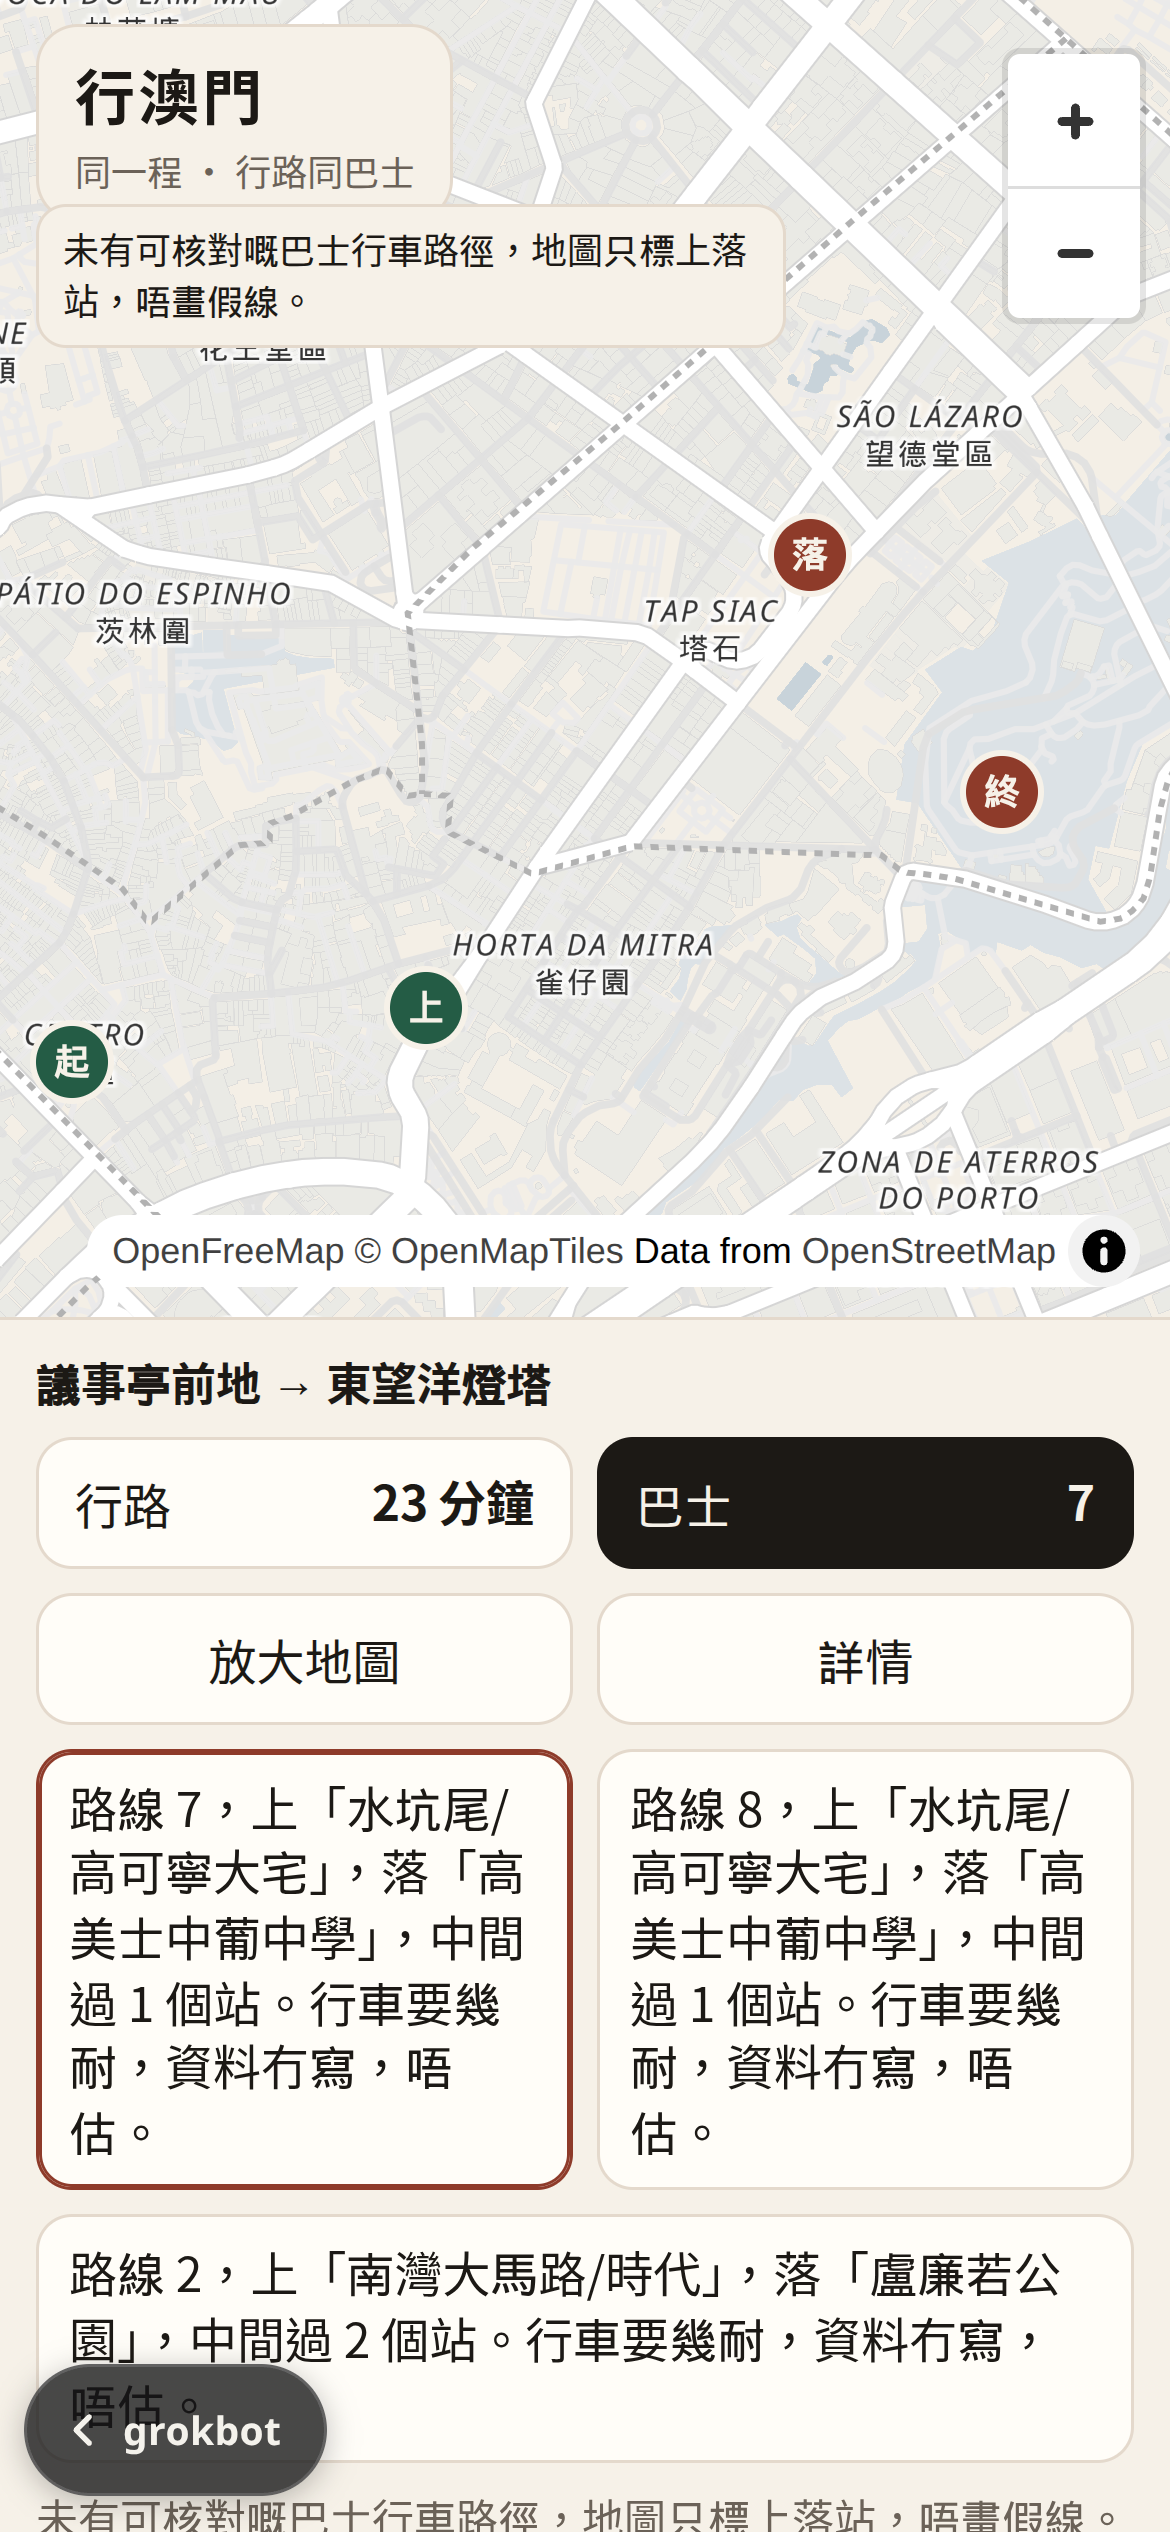 行澳門
同一程 · 行路同巴士
未有可核對嘅巴士行車路徑，地圖只標上落
站，唔畫假線。
SÃO LÁZARO
望德堂區
落
PÁTIO DO ESPINHO
茨林圍
TAP SIAC
塔石
終
HORTA DA MITRA
雀仔園
上
起
ZONA DE ATERROS
DO PORTO
OpenFreeMap © OpenMapTiles Data from OpenStreetMap
議事亭前地 → 東望洋燈塔
行路 23 分鐘
巴士 7
放大地圖
詳情
路線 7，上「水坑尾/
高可寧大宅」，落「高
美士中葡中學」，中間
過 1 個站。行車要幾
耐，資料冇寫，唔
估。
路線 8，上「水坑尾/
高可寧大宅」，落「高
美士中葡中學」，中間
過 1 個站。行車要幾
耐，資料冇寫，唔
估。
路線 2，上「南灣大馬路/時代」，落「盧廉若公
園」，中間過 2 個站。行車要幾耐，資料冇寫，
唔估。
grokbot
未有可核對嘅巴士行車路徑，地圖只標上落站，唔畫假線。